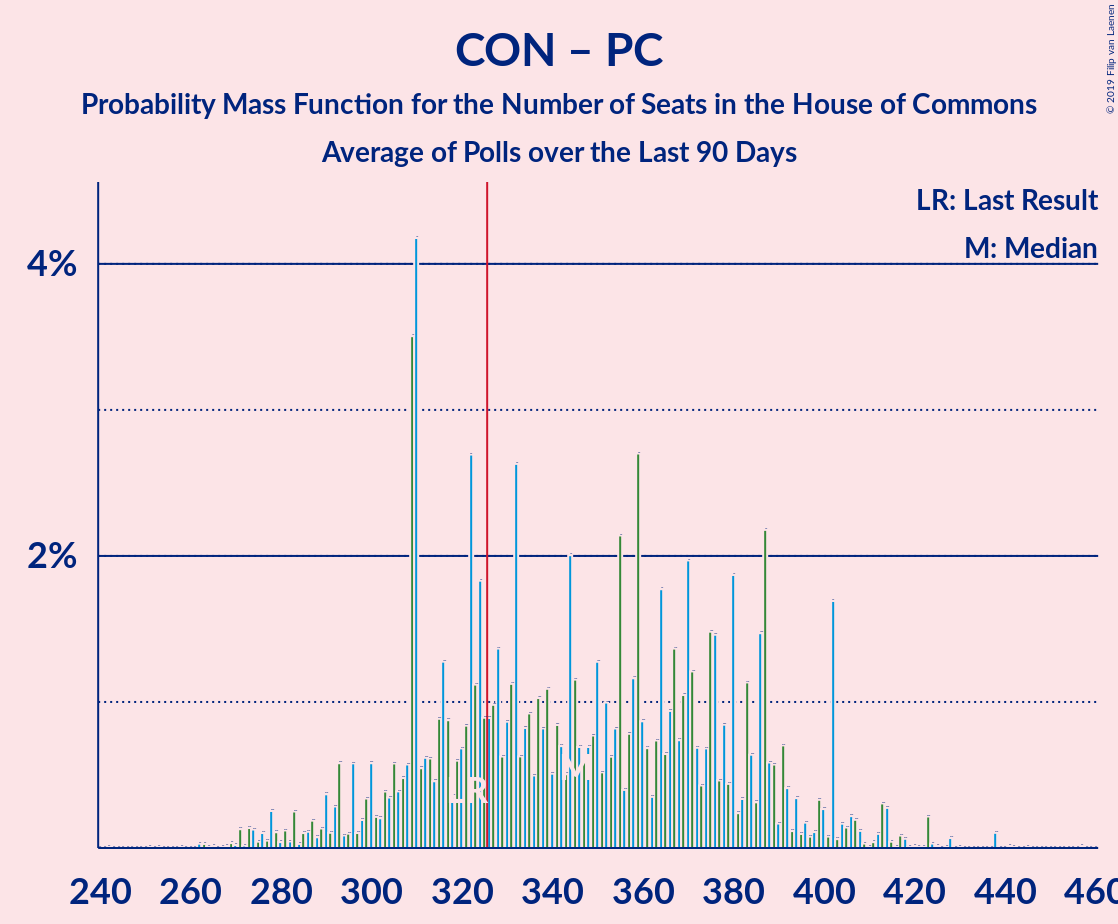 CON – PC
Probability Mass Function for the Number of Seats in the House of Commons
Average of Polls over the Last 90 Days
© 2019 Filip van Laenen
LR: Last Result
M: Median
4%
2%
LR
M
240 260 280 300 320 340 360 380 400 420 440 460